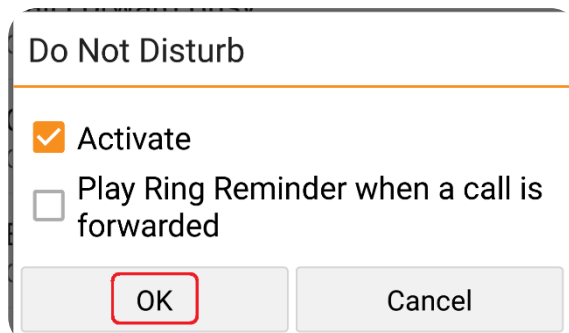 Do Not Disturb
Activate
Play Ring Reminder when a call is
forwarded
OK
Cancel